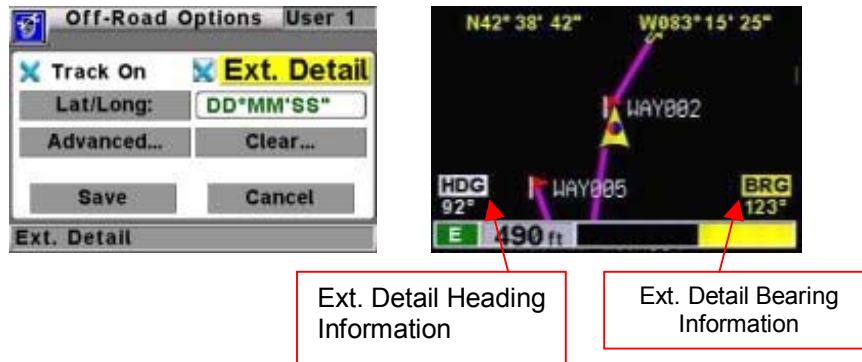 Off-Road Options User 1
Track On Ext. Detail
Lat/Long: DD°MM'SS"
Advanced... Clear...
Save Cancel
Ext. Detail
N42° 38' 42" W083° 15' 25"
WAY002
HDG WAY005 BRG
92° 123°
E 490 ft
Ext. Detail Heading
Information
Ext. Detail Bearing
Information